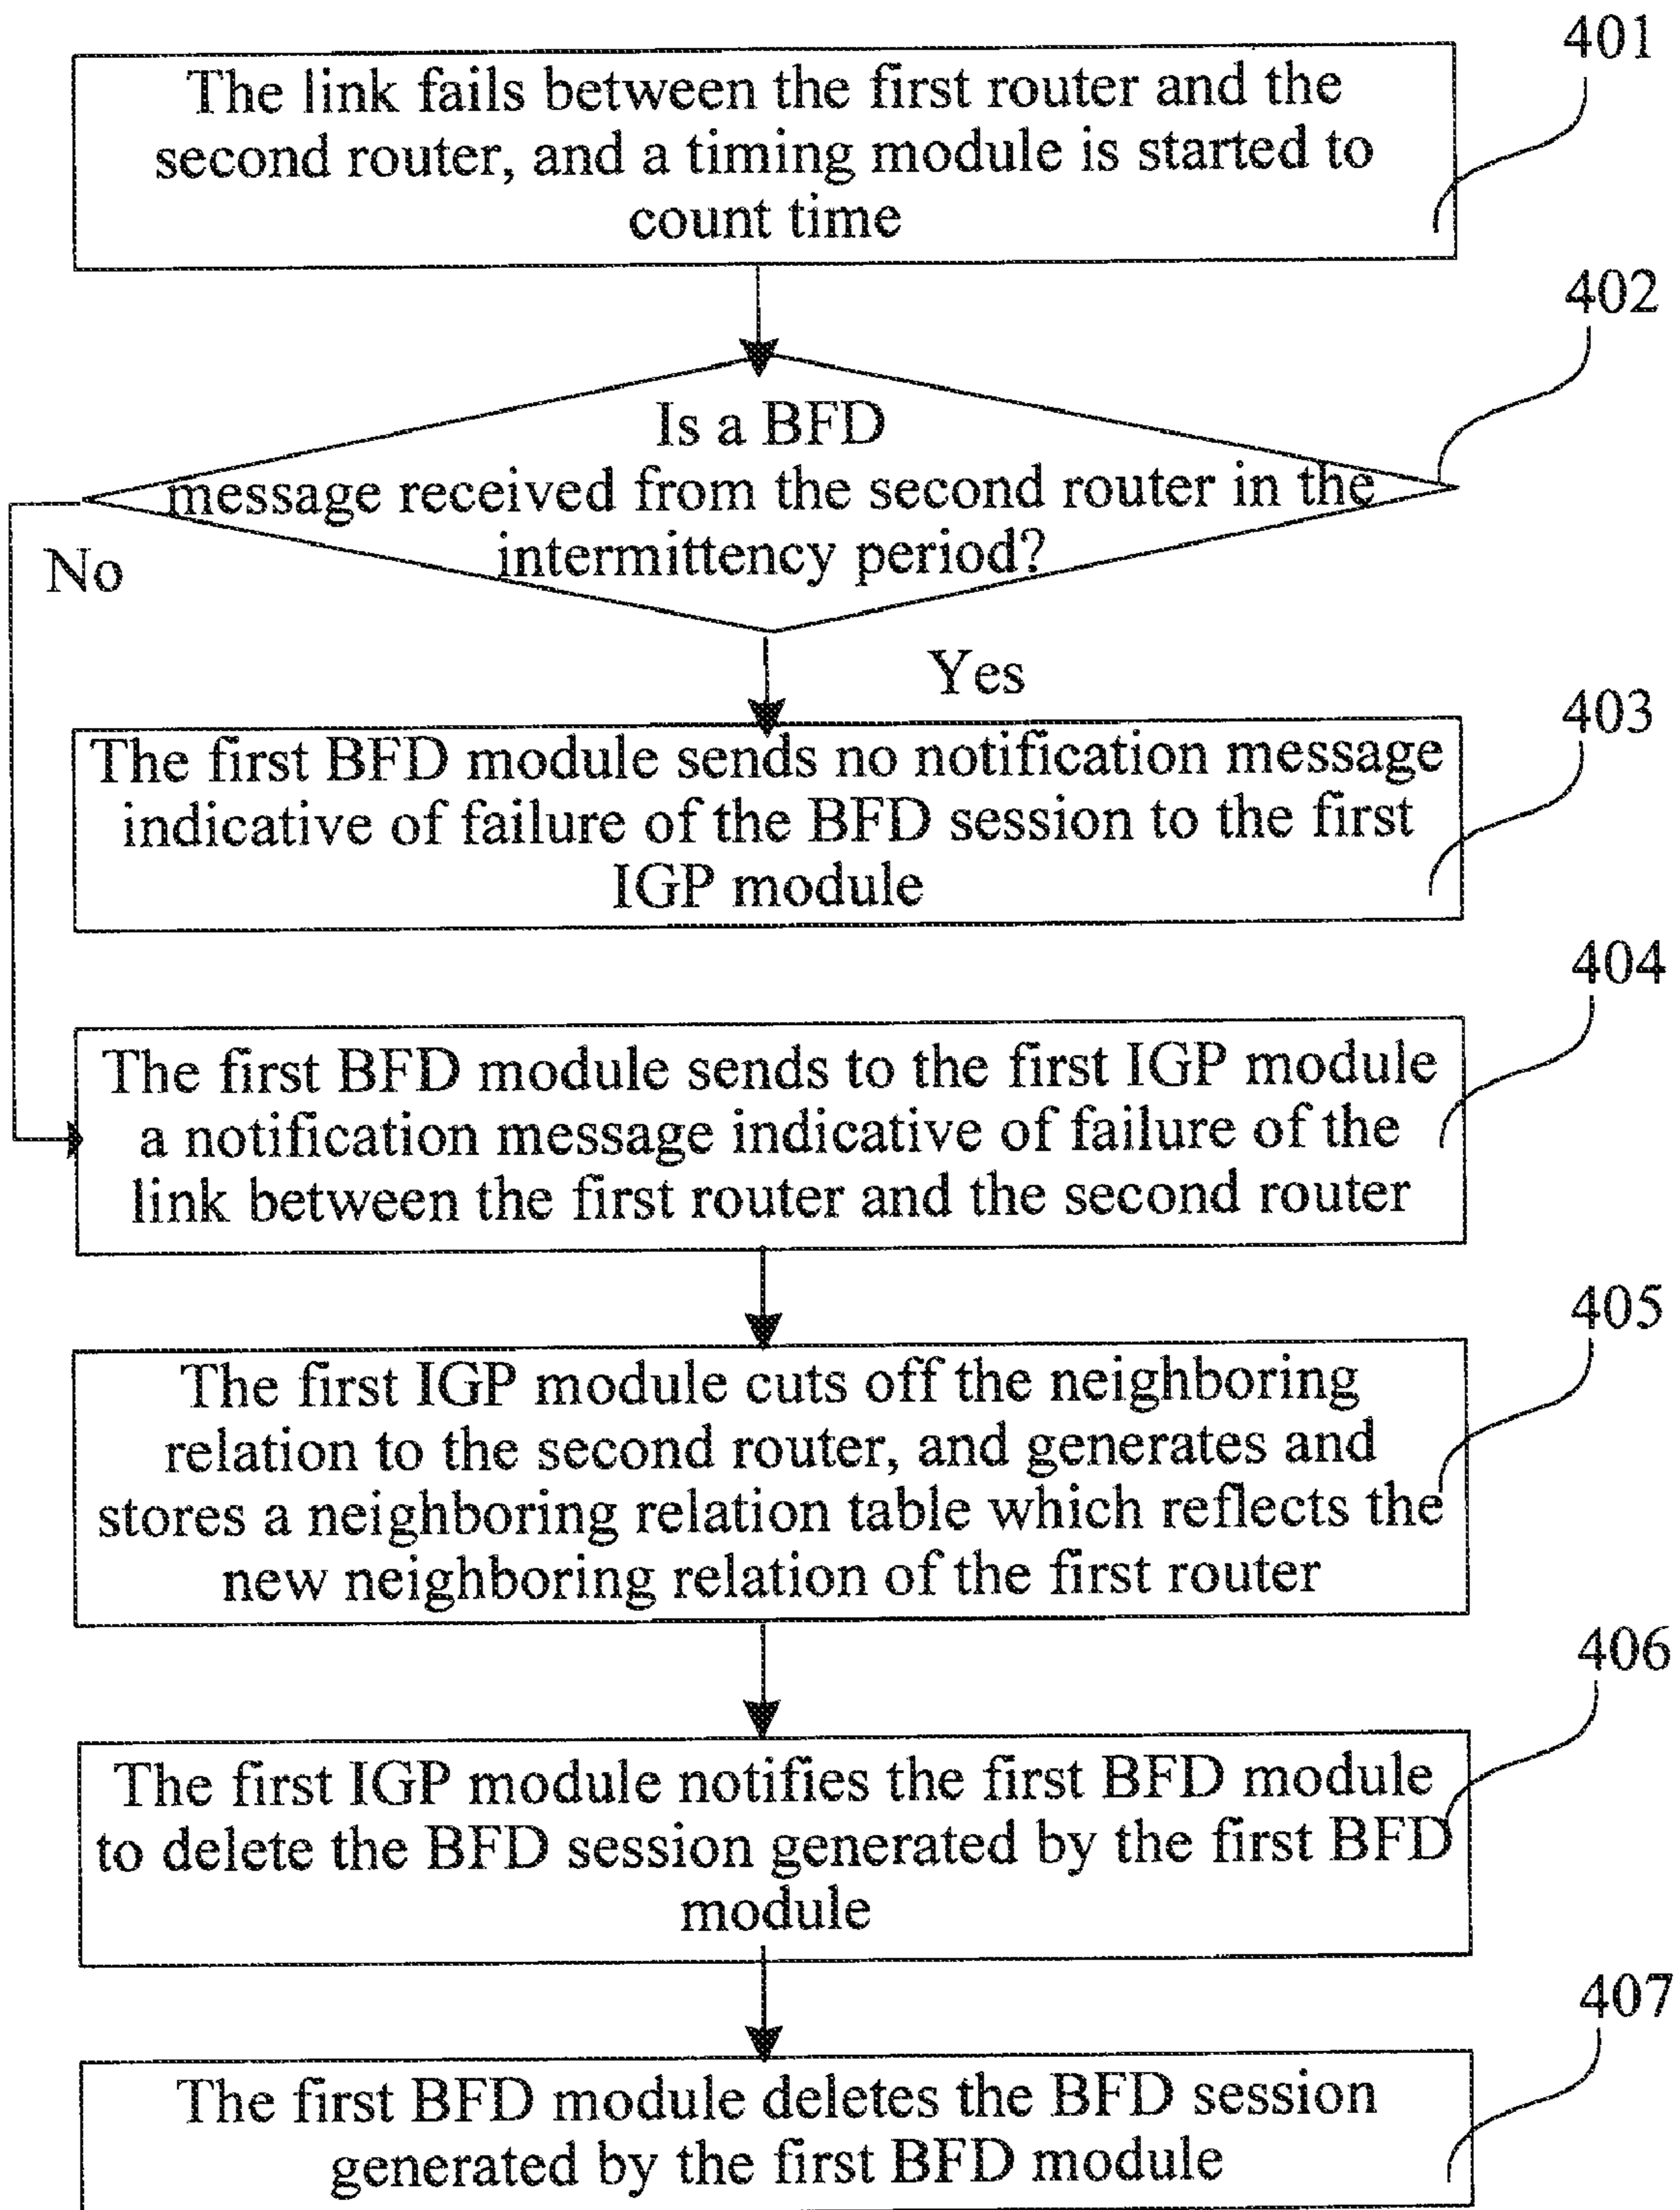 401
The link fails between the first router and the
second router, and a timing module is started to
count time
402
Is a BFD
message received from the second router in the
intermittency period?
No
Yes
403
The first BFD module sends no notification message
indicative of failure of the BFD session to the first
IGP module
404
The first BFD module sends to the first IGP module
a notification message indicative of failure of the
link between the first router and the second router
405
The first IGP module cuts off the neighboring
relation to the second router, and generates and
stores a neighboring relation table which reflects the
new neighboring relation of the first router
406
The first IGP module notifies the first BFD module
to delete the BFD session generated by the first BFD
module
407
The first BFD module deletes the BFD session
generated by the first BFD module